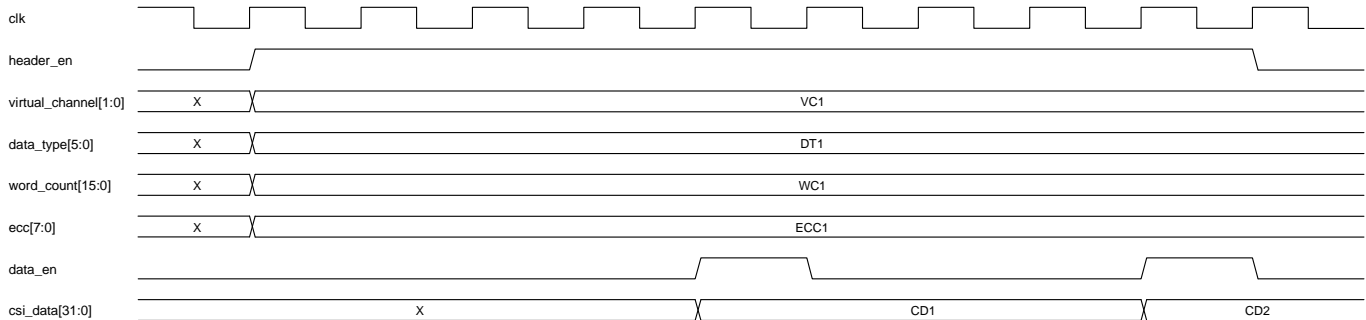 clk
header_en
virtual_channel[1:0] X VC1
data_type[5:0] X DT1
word_count[15:0] X WC1
ecc[7:0] X ECC1
data_en
csi_data[31:0] X CD1 CD2